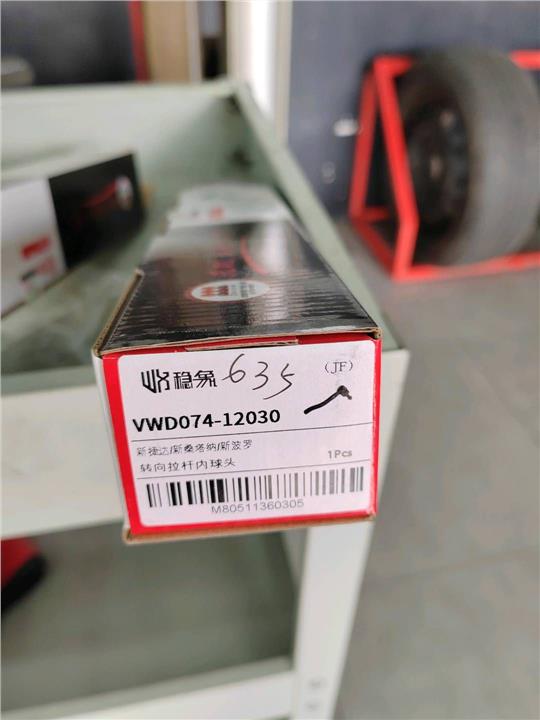 稳象 635
(JF)
VWD074-12030
新捷达/新桑塔纳/新波罗
转向拉杆内球头
1Pcs
M80511360305